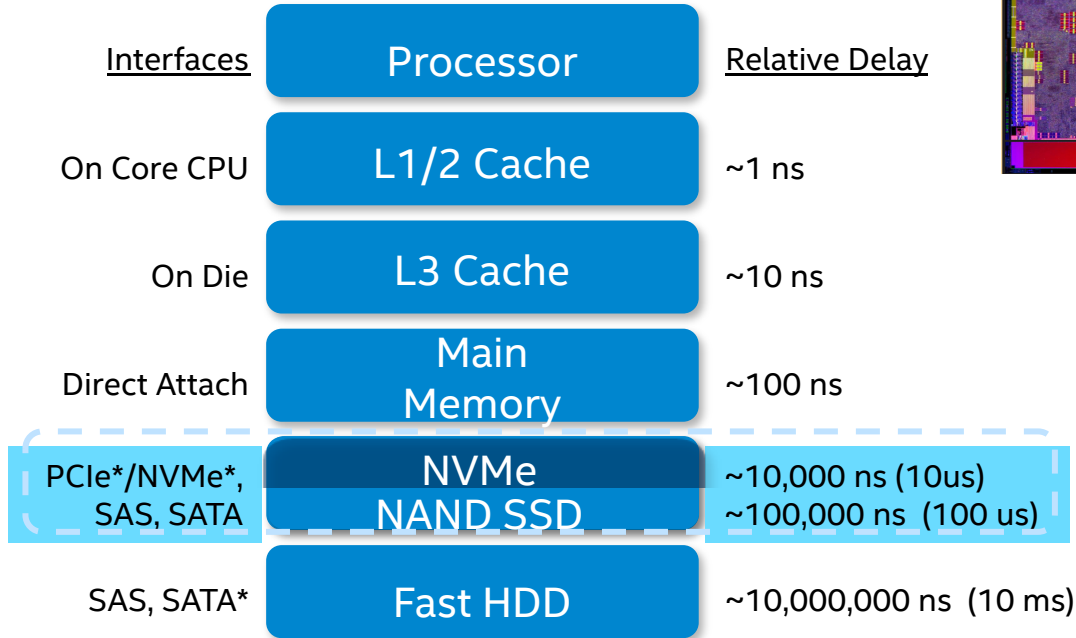 Interfaces Processor Relative Delay
On Core CPU L1/2 Cache ~1 ns
On Die L3 Cache ~10 ns
Main
Direct Attach Memory ~100 ns
PCIe*/NVMe*, NVMe ~10,000 ns (10us)
SAS, SATA NAND SSD ~100,000 ns (100 us)
SAS, SATA* Fast HDD ~10,000,000 ns (10 ms)